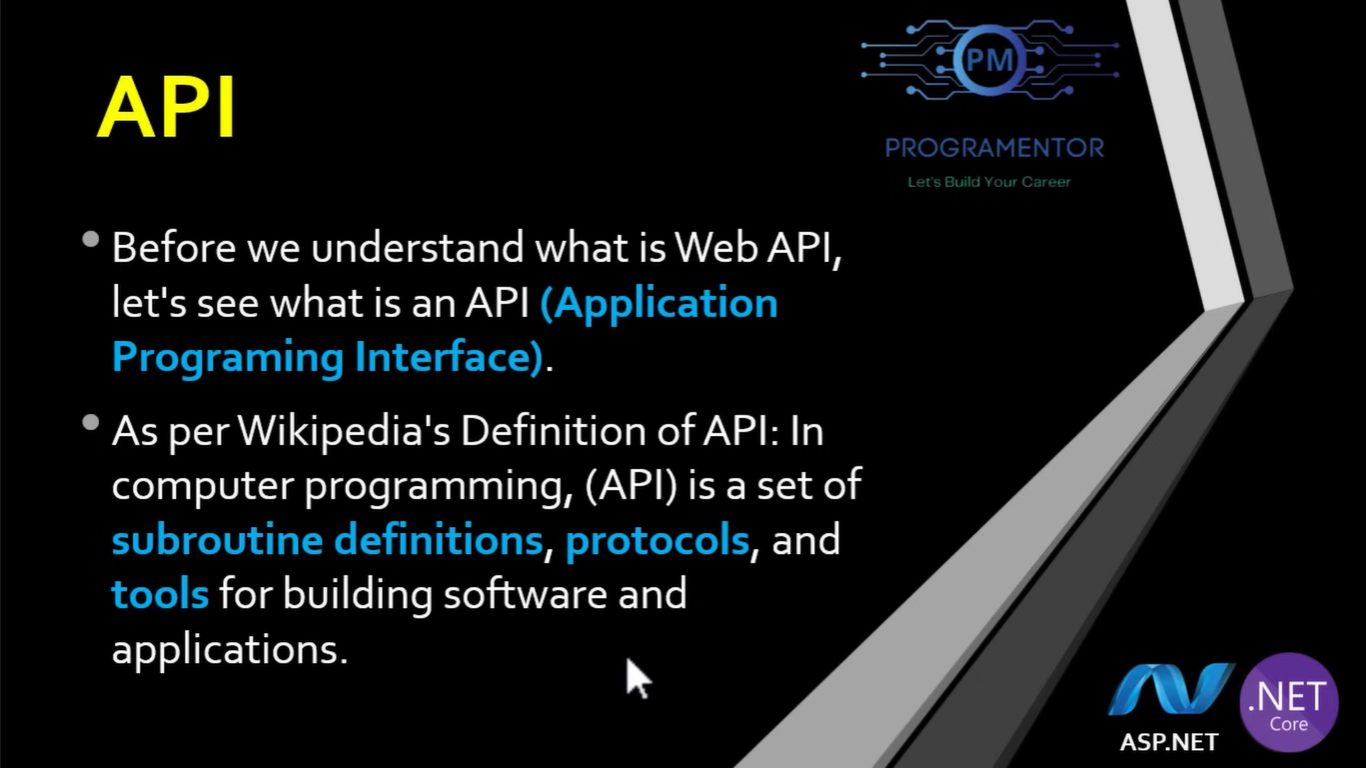 API
PM
PROGRAMENTOR
Let's Build Your Career
Before we understand what is Web API,
let's see what is an API (Application
Programing Interface).
As per Wikipedia's Definition of API: In
computer programming, (API) is a set of
subroutine definitions, protocols, and
tools for building software and
applications.
ASP.NET
.NET
Core